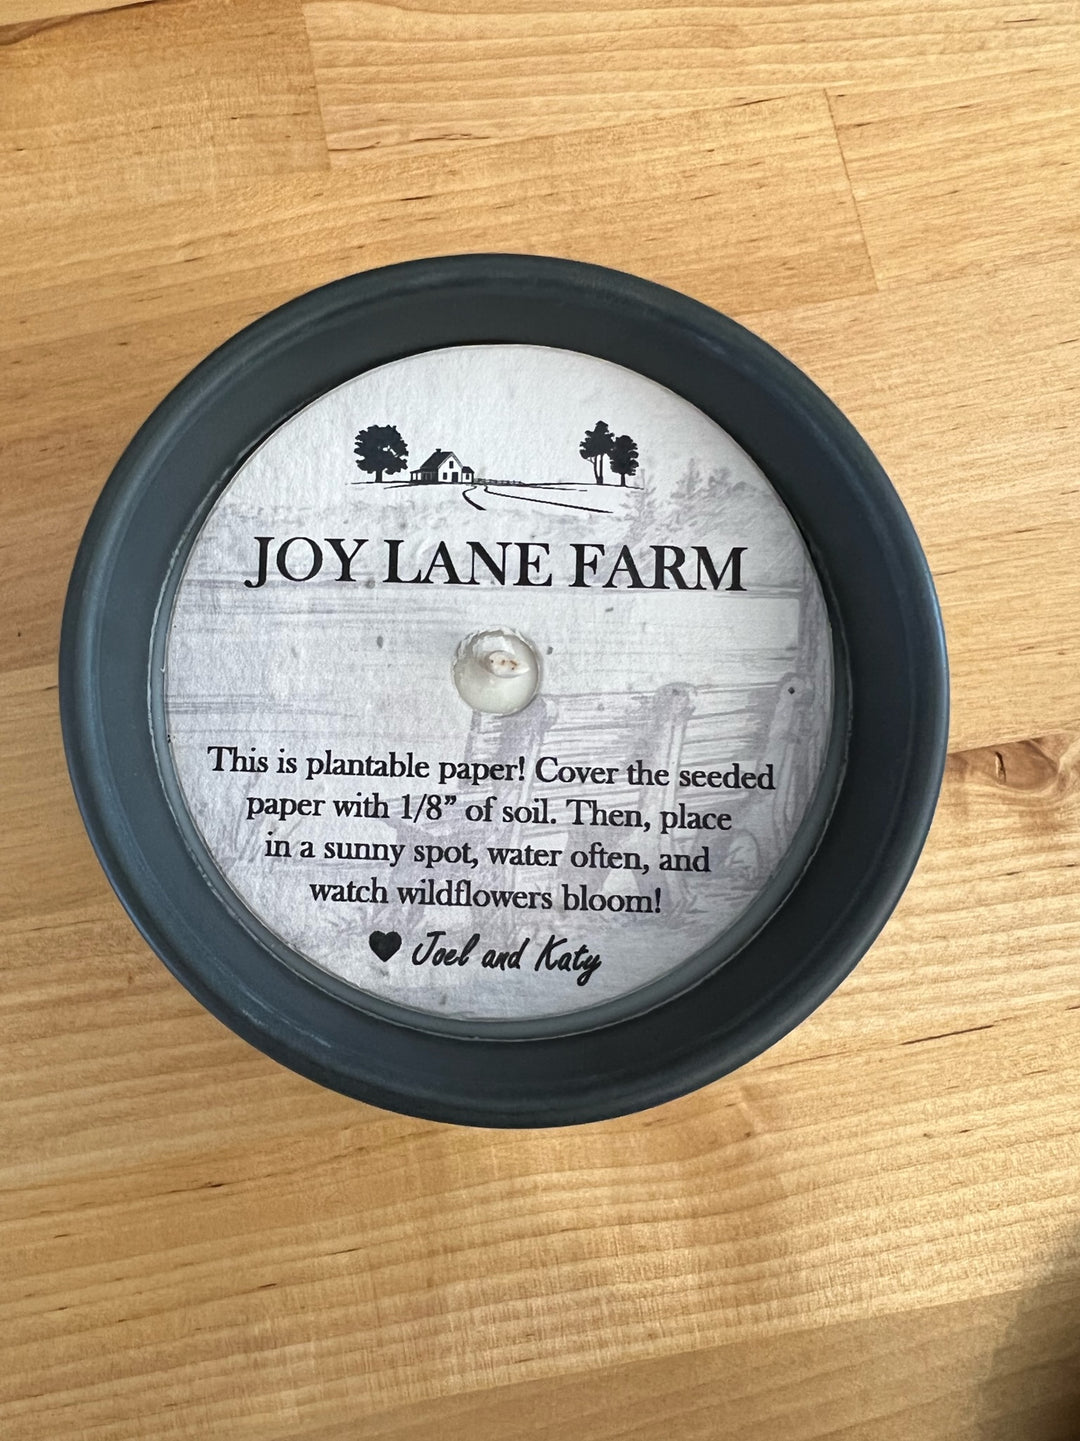 JOY LANE FARM
This is plantable paper! Cover the seeded
paper with 1/8” of soil. Then, place
in a sunny spot, water often, and
watch wildflowers bloom!
♥ Joel and Katy